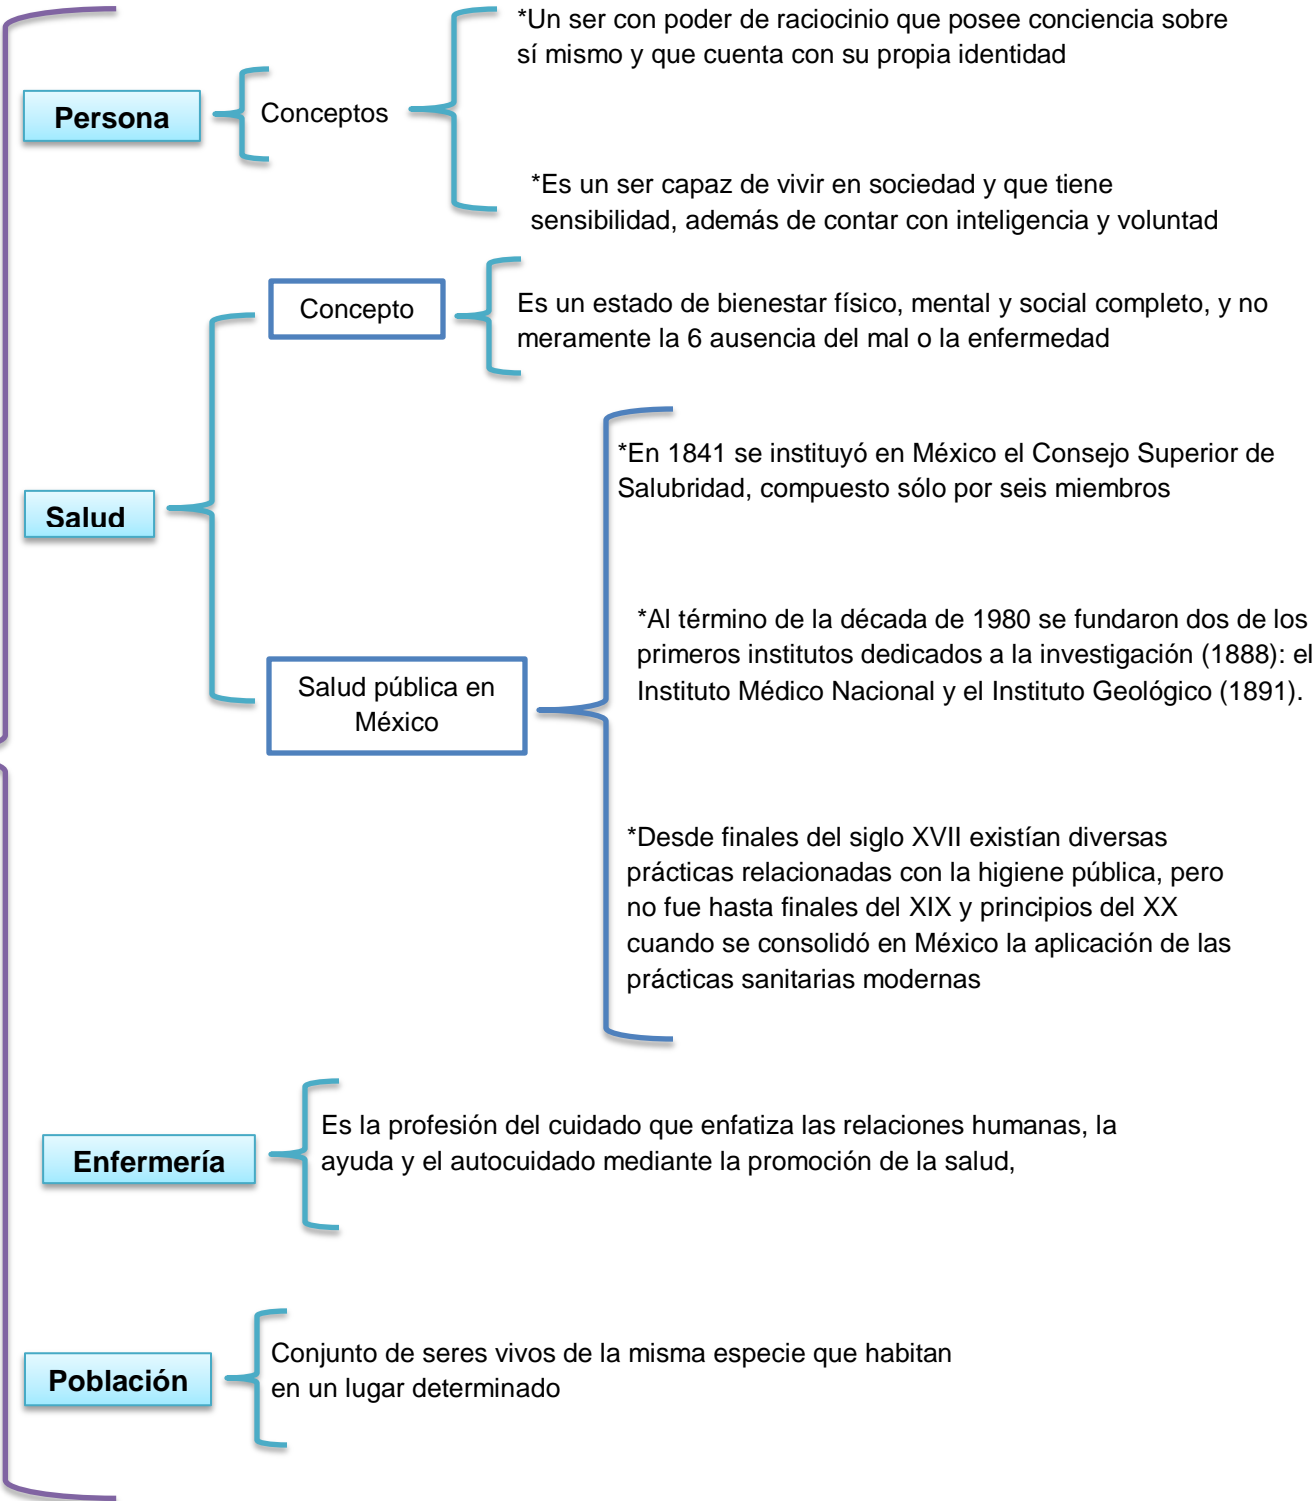 Persona
Conceptos
*Un ser con poder de raciocinio que posee conciencia sobre
sí mismo y que cuenta con su propia identidad
*Es un ser capaz de vivir en sociedad y que tiene
sensibilidad, además de contar con inteligencia y voluntad
Salud
Concepto
Es un estado de bienestar físico, mental y social completo, y no
meramente la 6 ausencia del mal o la enfermedad
Salud pública en
México
*En 1841 se instituyó en México el Consejo Superior de
Salubridad, compuesto sólo por seis miembros
*Al término de la década de 1980 se fundaron dos de los
primeros institutos dedicados a la investigación (1888): el
Instituto Médico Nacional y el Instituto Geológico (1891).
*Desde finales del siglo XVII existían diversas
prácticas relacionadas con la higiene pública, pero
no fue hasta finales del XIX y principios del XX
cuando se consolidó en México la aplicación de las
prácticas sanitarias modernas
Enfermería
Es la profesión del cuidado que enfatiza las relaciones humanas, la
ayuda y el autocuidado mediante la promoción de la salud,
Población
Conjunto de seres vivos de la misma especie que habitan
en un lugar determinado